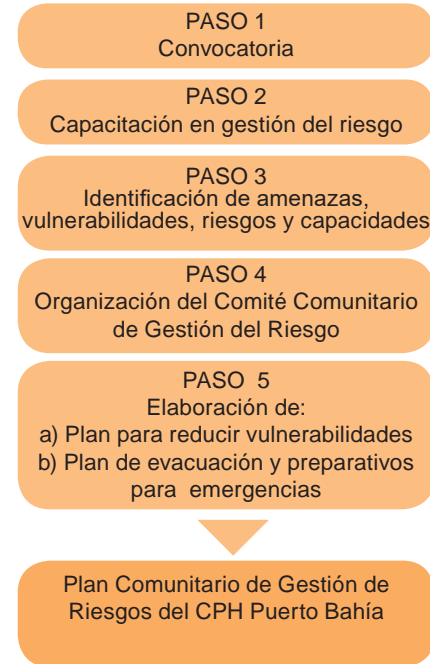 PASO 1
Convocatoria
PASO 2
Capacitación en gestión del riesgo
PASO 3
Identificación de amenazas,
vulnerabilidades, riesgos y capacidades
PASO 4
Organización del Comité Comunitario
de Gestión del Riesgo
PASO 5
Elaboración de:
a) Plan para reducir vulnerabilidades
b) Plan de evacuación y preparativos
para emergencias
Plan Comunitario de Gestión de
Riesgos del CPH Puerto Bahía